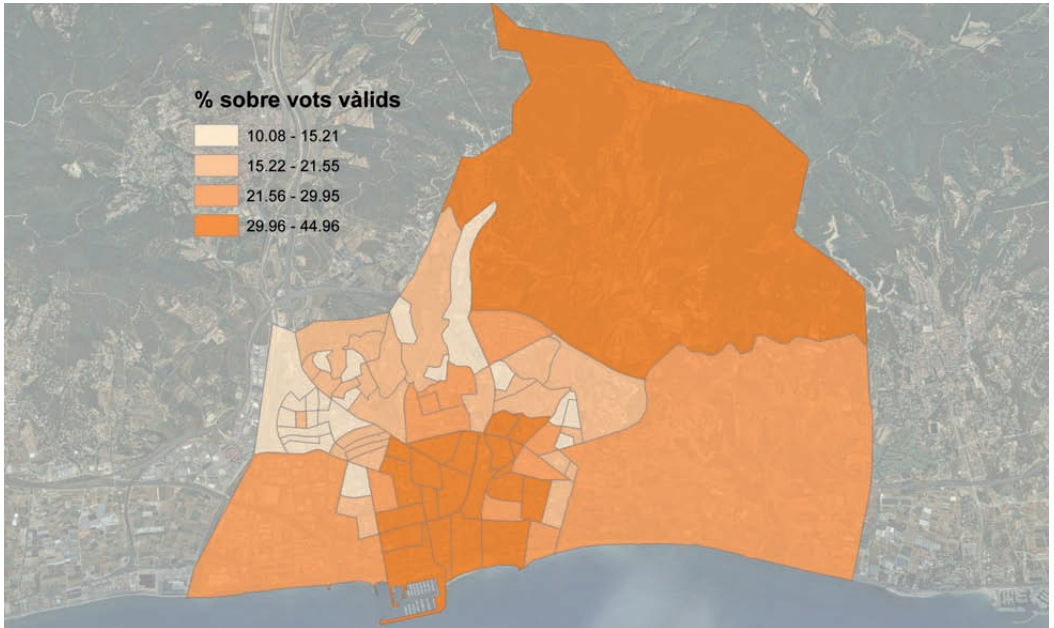 % sobre vots vàlids
10.08 - 15.21
15.22 - 21.55
21.56 - 29.95
29.96 - 44.96